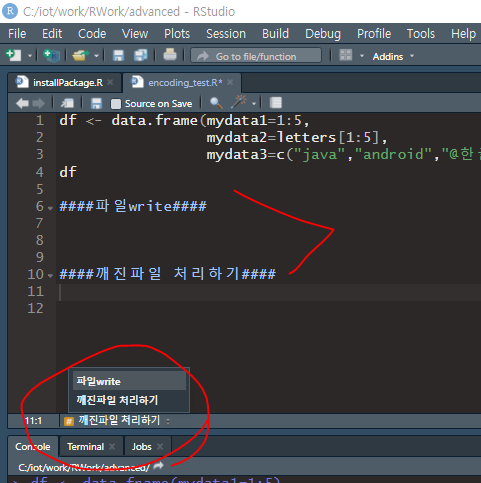 C:/iot/work/RWork/advanced - RStudio
File Edit Code View Plots Session Build Debug Profile Tools Help
Go to file/function Addins
installPackage.R encoding_test.R*
Source on Save
1 df <- data.frame(mydata1=1:5,
2 mydata2=letters[1:5],
3 mydata3=c("java","android","@한
4 df
5
6 ####파일write####
7
8
9
10 ####깨진파일 처리하기####
11
12
파일write
깨진파일 처리하기
11:1 깨진파일 처리하기
Console Terminal Jobs
C:/iot/work/RWork/advanced/
> df <- data.frame(mydata1=1:5)